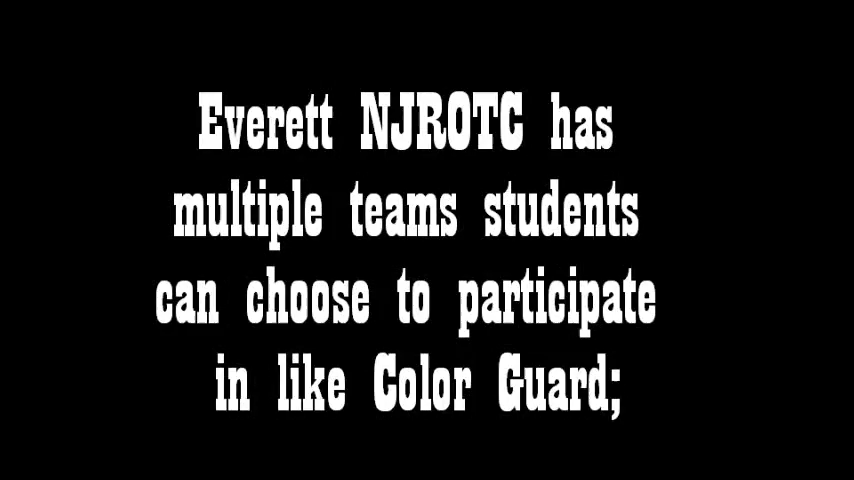 Everett NJROTC has
multiple teams students
can choose to participate
in like Color Guard;